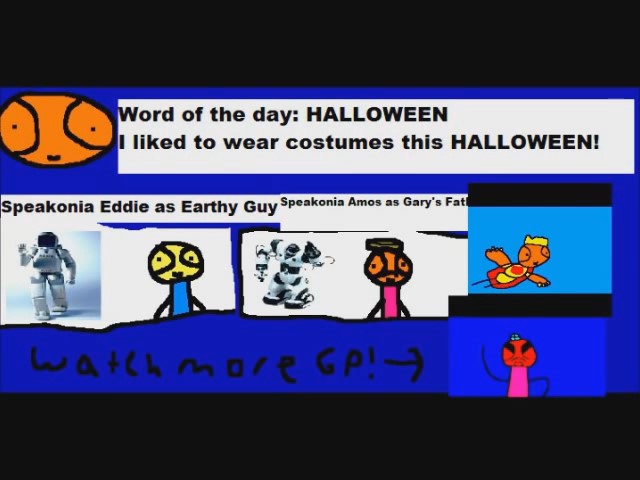 Word of the day: HALLOWEEN
I liked to wear costumes this HALLOWEEN!
Speakonia Eddie as Earthy Guy
Speakonia Amos as Gary's Fath
watch more GP!